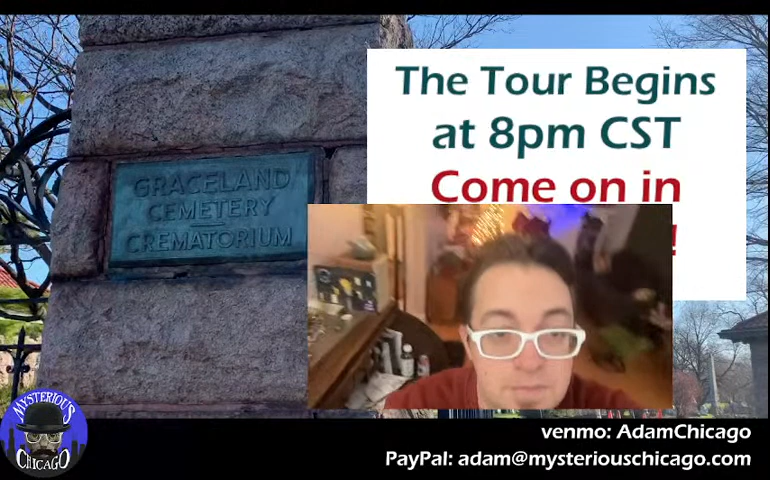 GRACELAND
CEMETERY
CREMATORIUM
The Tour Begins
at 8pm CST
Come on in
!
MYSTERIOUS
CHICAGO
venmo: AdamChicago
PayPal: adam@mysteriouschicago.com